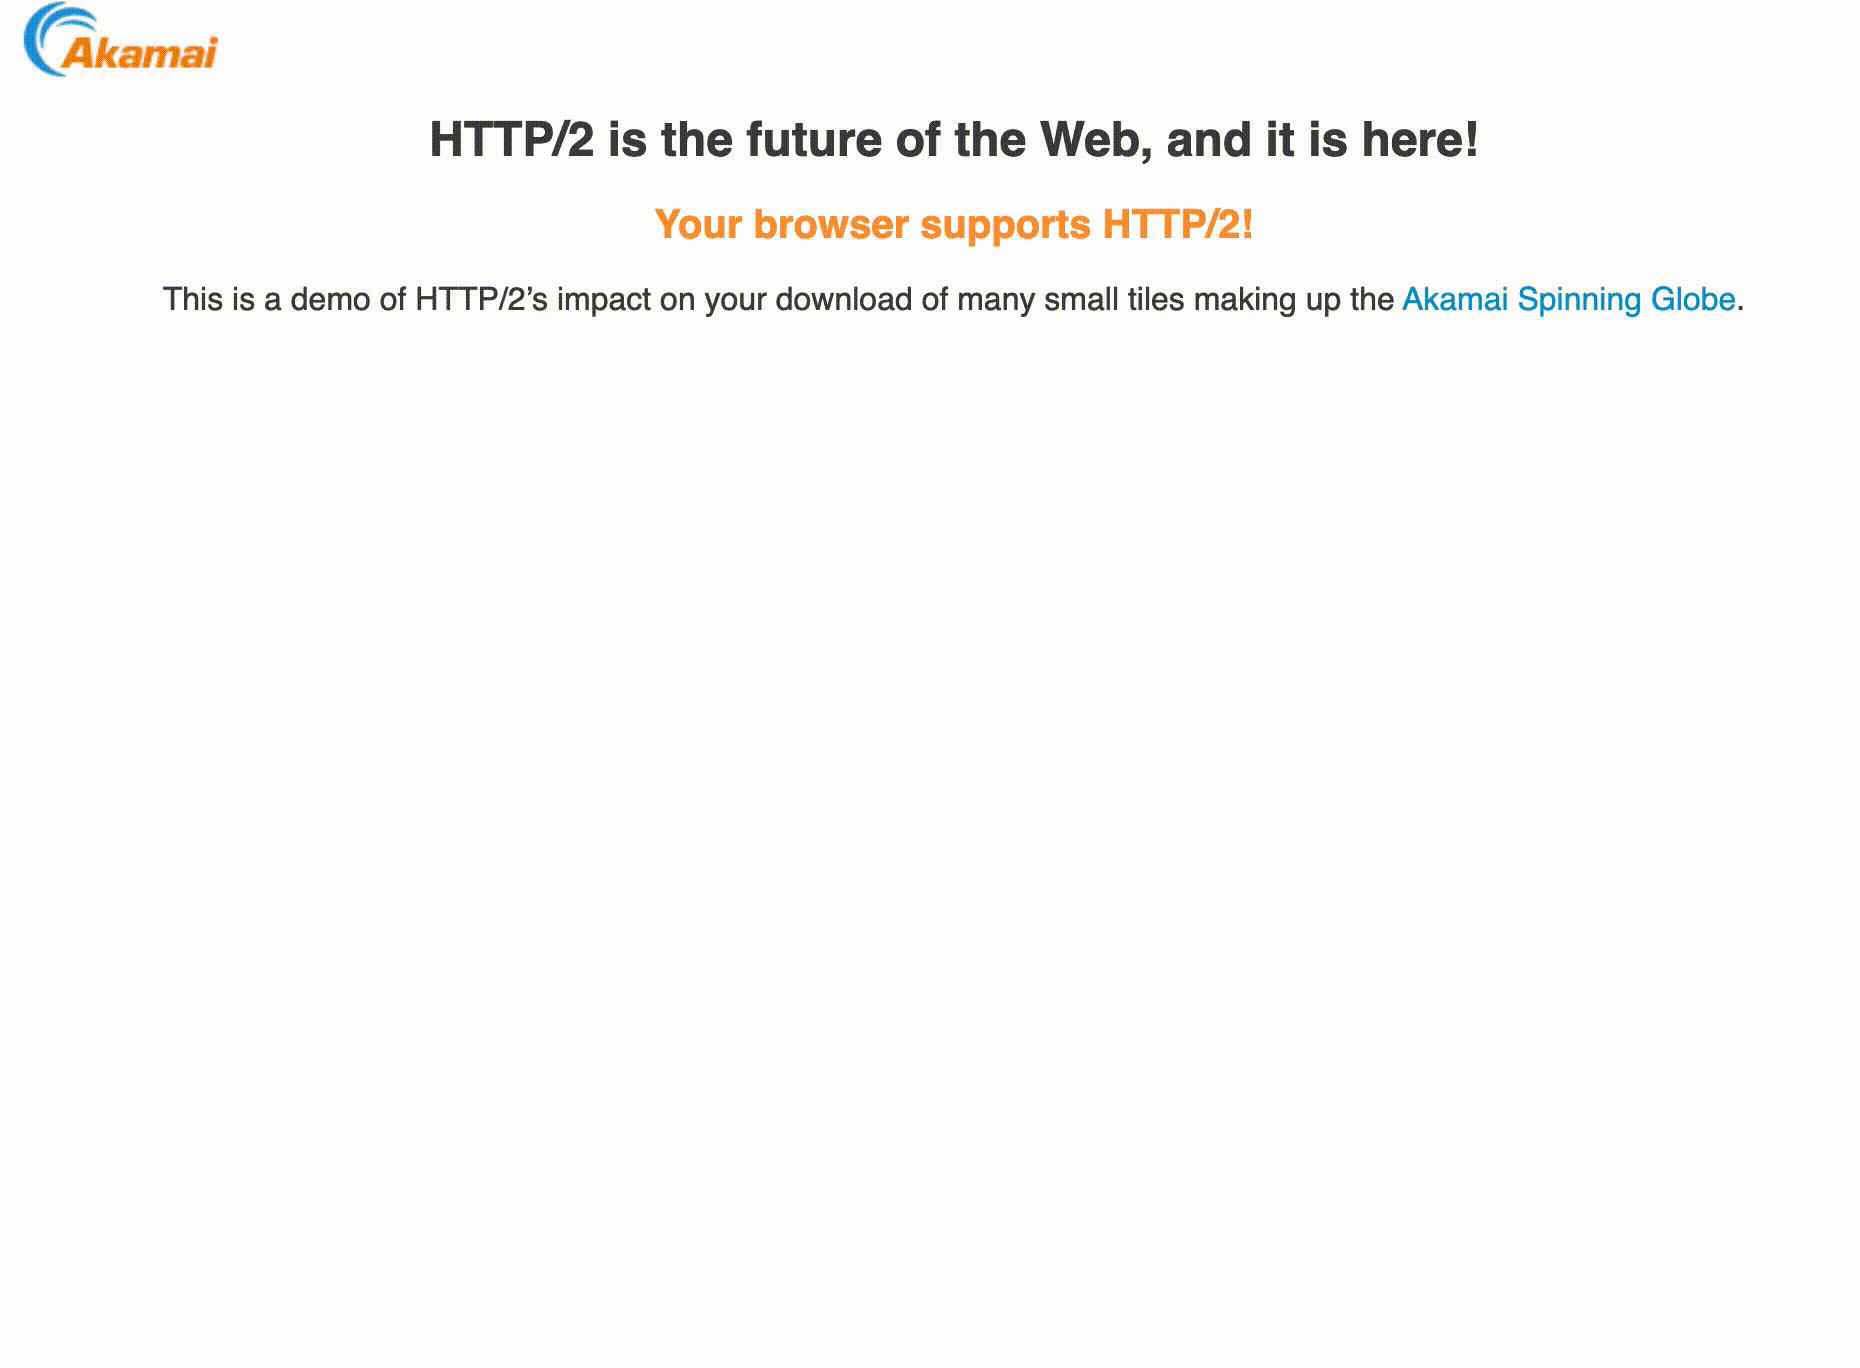 Akamai
HTTP/2 is the future of the Web, and it is here!
Your browser supports HTTP/2!
This is a demo of HTTP/2’s impact on your download of many small tiles making up the Akamai Spinning Globe.